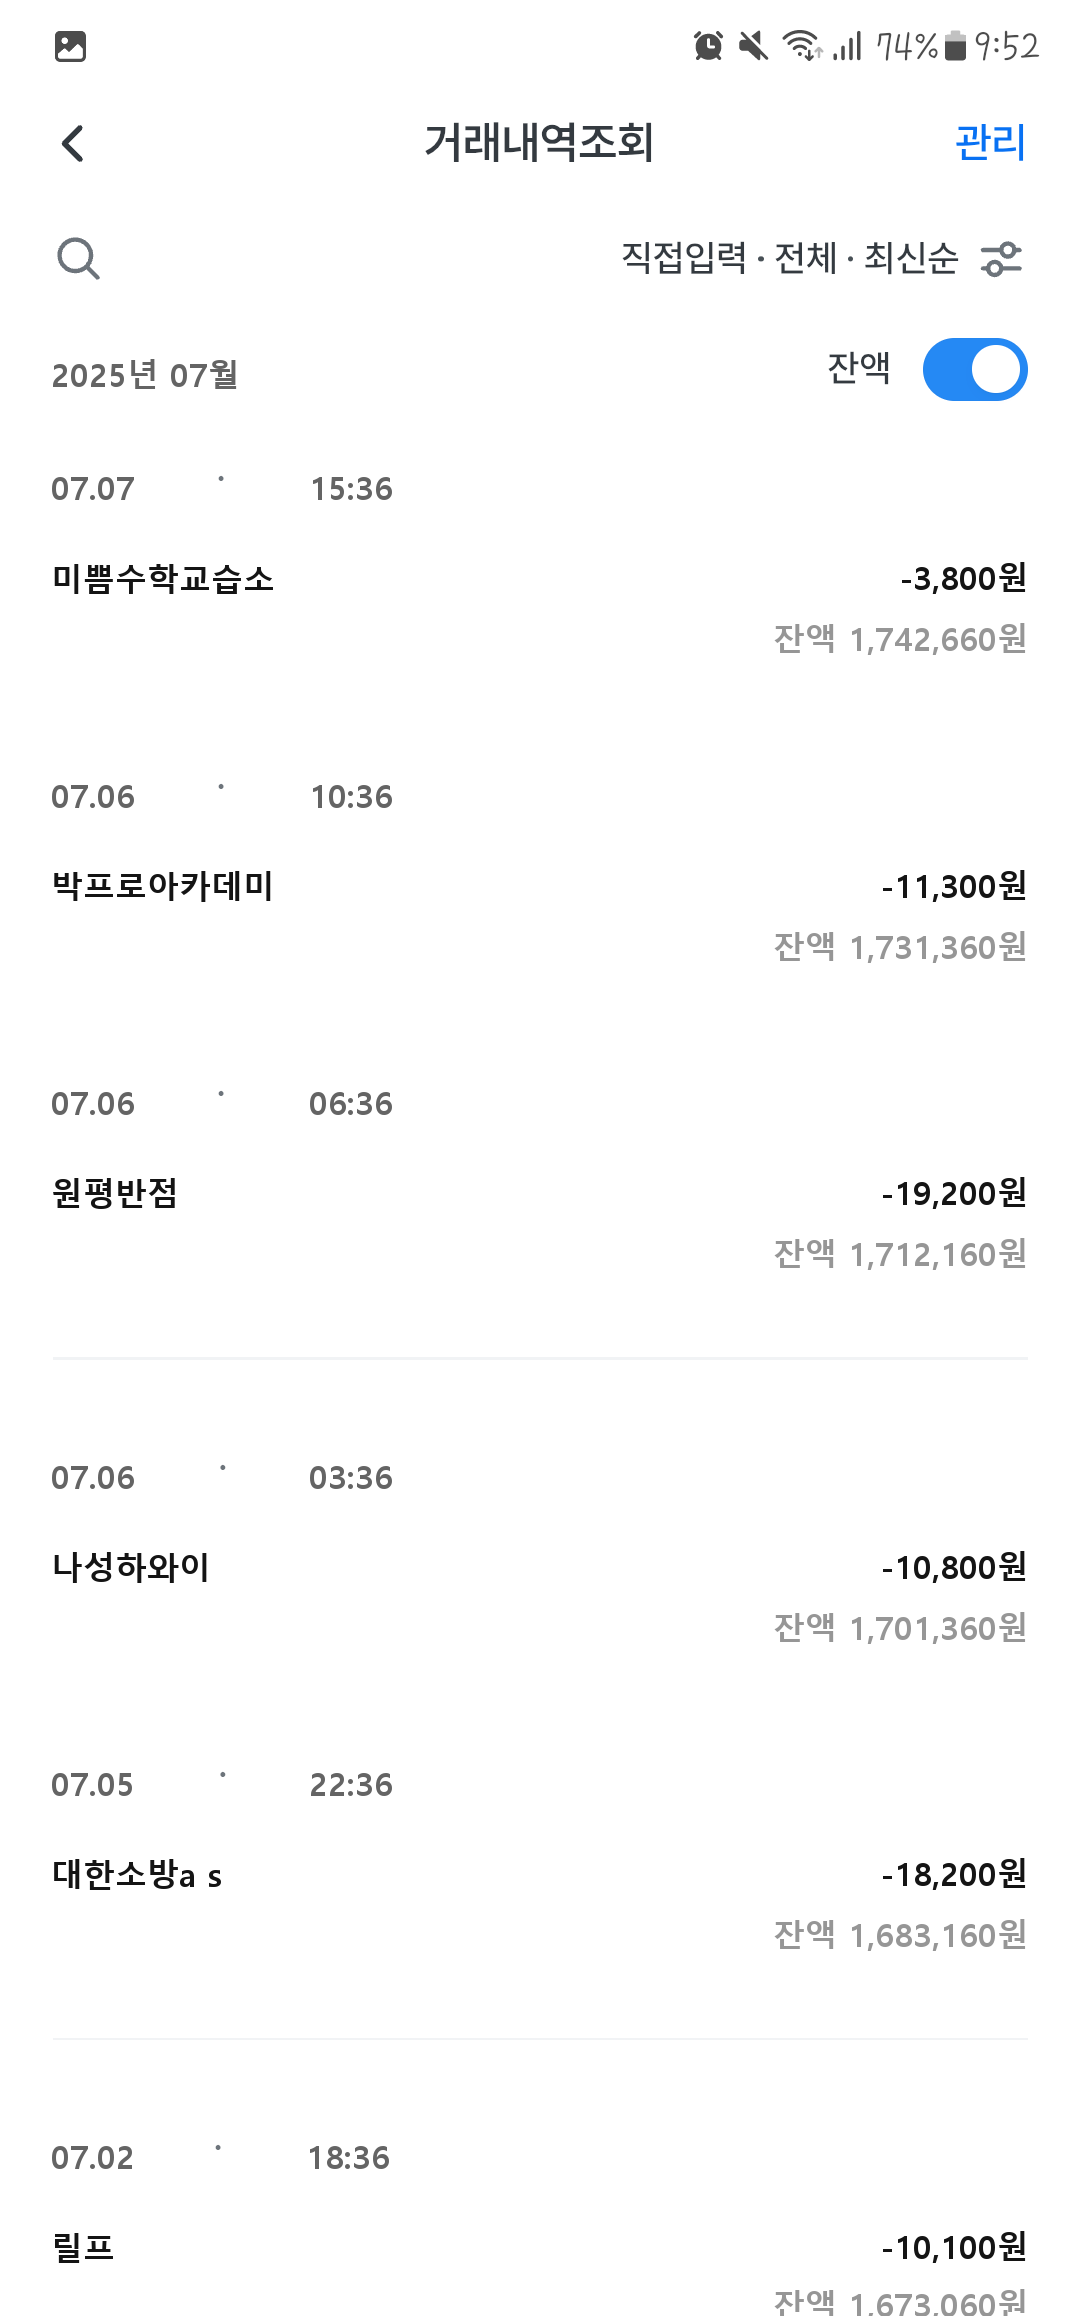 74% 9:52
거래내역조회 관리
직접입력 · 전체 · 최신순
2025년 07월 잔액
07.07 · 15:36
미쁨수학교습소 -3,800원
잔액 1,742,660원
07.06 · 10:36
박프로아카데미 -11,300원
잔액 1,731,360원
07.06 · 06:36
원평반점 -19,200원
잔액 1,712,160원
07.06 · 03:36
나성하와이 -10,800원
잔액 1,701,360원
07.05 · 22:36
대한소방a s -18,200원
잔액 1,683,160원
07.02 · 18:36
릴프 -10,100원
잔액 1,673,060원